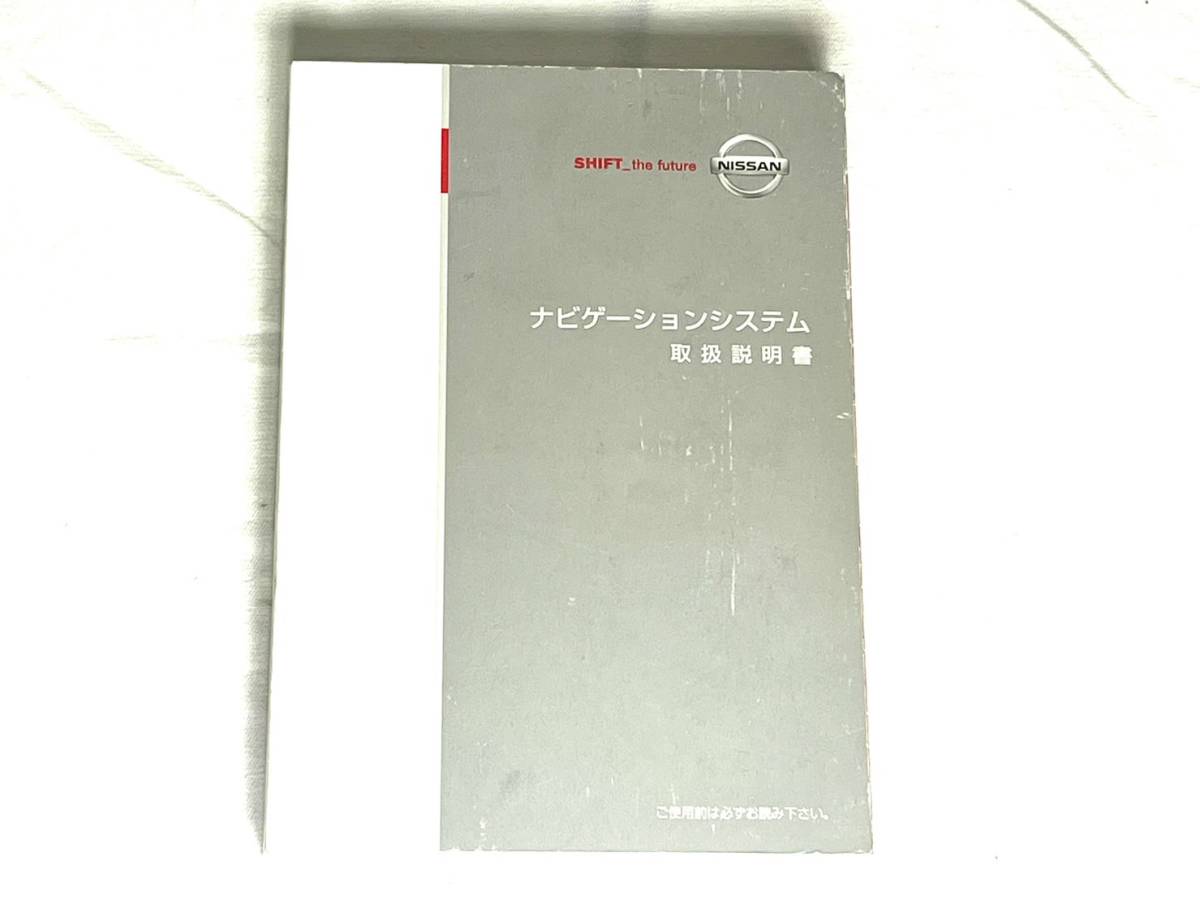 SHIFT_the future NISSAN
ナビゲーションシステム
取扱説明書
ご使用前は必ずお読み下さい。